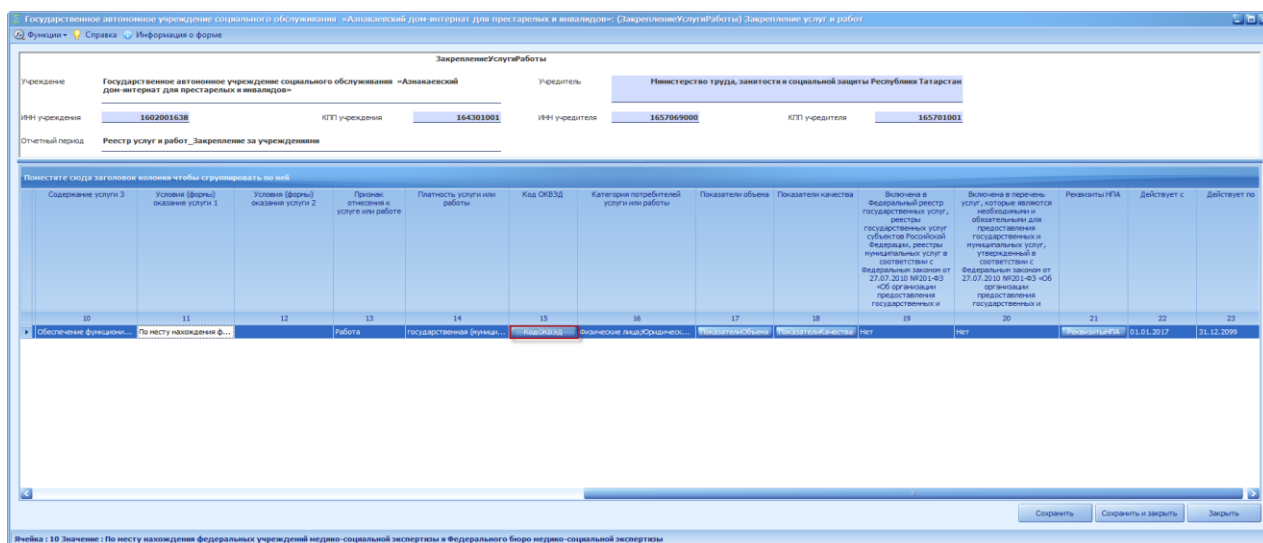 Государственное автономное учреждение социального обслуживания «Азнакаевский дом-интернат для престарелых и инвалидов»; (ЗакреплениеУслугиРаботы) Закрепление услуг и работ
Функции Справка Информация о форме
ЗакреплениеУслугиРаботы
Учреждение Государственное автономное учреждение социального обслуживания «Азнакаевский Учредитель Министерство труда, занятости и социальной защиты Республики Татарстан
дом-интернат для престарелых и инвалидов»
ИНН учреждения 1602001638 КПП учреждения 164301001 ИНН учредителя 1657069000 КПП учредителя 165701001
Отчетный период Реестр услуг и работ_Закрепление за учреждениями
Поместите сюда заголовок колонки чтобы сгруппировать по ней
Содержание услуги 3
Условия (формы)
оказания услуги 1
Условия (формы)
оказания услуги 2
Признак
отнесения к
услуге или работе
Платность услуги или
работы
Код ОКВЭД
Категория потребителей
услуги или работы
Показатели объема
Показатели качества
Включена в
Федеральный реестр
государственных услуг,
реестры
государственных услуг
субъектов Российской
Федерации, реестры
муниципальных услуг в
соответствии с
Федеральным законом от
27.07.2010 №201-ФЗ
«Об организации
предоставления
государственных и
Включена в перечень
услуг, которые являются
необходимыми и
обязательными для
предоставления
государственных и
муниципальных услуг,
утвержденный в
соответствии с
Федеральным законом от
27.07.2010 №201-ФЗ «Об
организации
предоставления
государственных и
Реквизиты НПА
Действует с
Действует по
10 11 12 13 14 15 16 17 18 19 20 21 22 23
Обеспечение функциони... По месту нахождения ф... Работа государственная (муници... КодОКВЭД Физические лица;Юридическ... ПоказателиОбъема ПоказателиКачества Нет Нет РеквизитыНПА 01.01.2017 31.12.2099
Сохранить Сохранить и закрыть Закрыть
Ячейка : 10 Значение : По месту нахождения федеральных учреждений медико-социальной экспертизы и Федерального бюро медико-социальной экспертизы